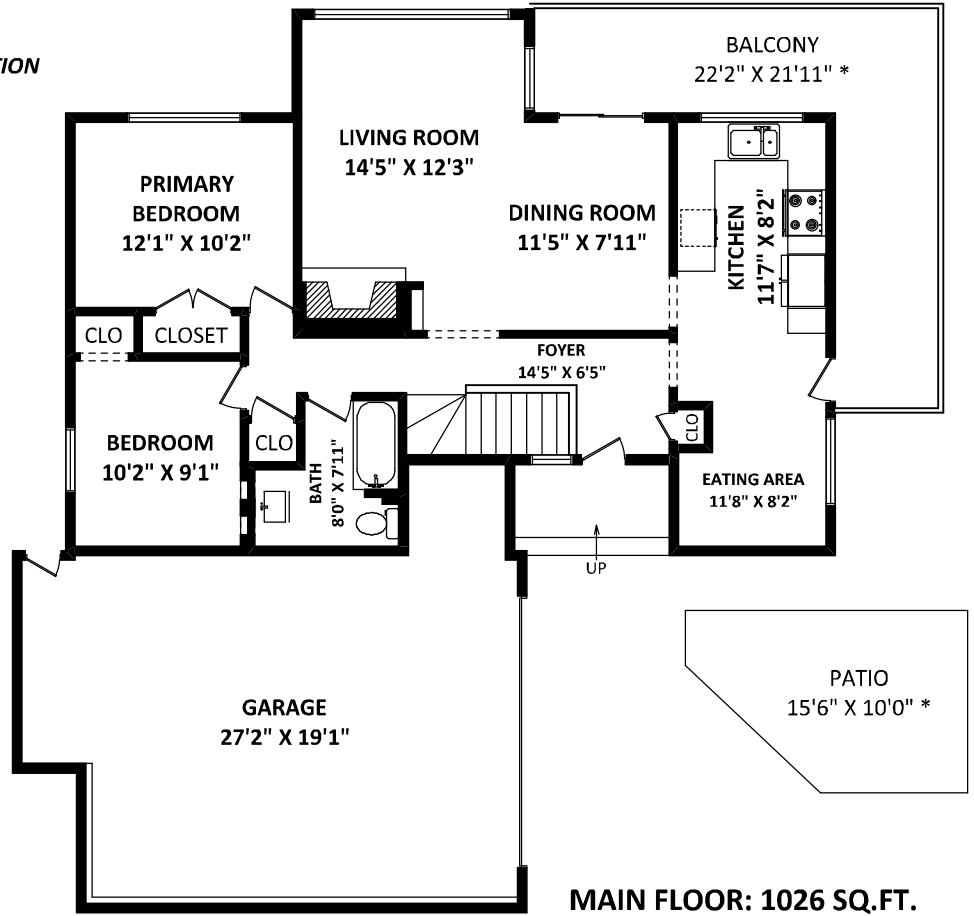 BALCONY
22'2" X 21'11" *
LIVING ROOM
14'5" X 12'3"
PRIMARY
BEDROOM
12'1" X 10'2"
DINING ROOM
11'5" X 7'11"
KITCHEN
11'7" X 8'2"
CLO
CLOSET
FOYER
14'5" X 6'5"
BEDROOM
10'2" X 9'1"
CLO
BATH
8'0" X 7'11"
CLO
EATING AREA
11'8" X 8'2"
UP
GARAGE
27'2" X 19'1"
PATIO
15'6" X 10'0" *
MAIN FLOOR: 1026 SQ.FT.